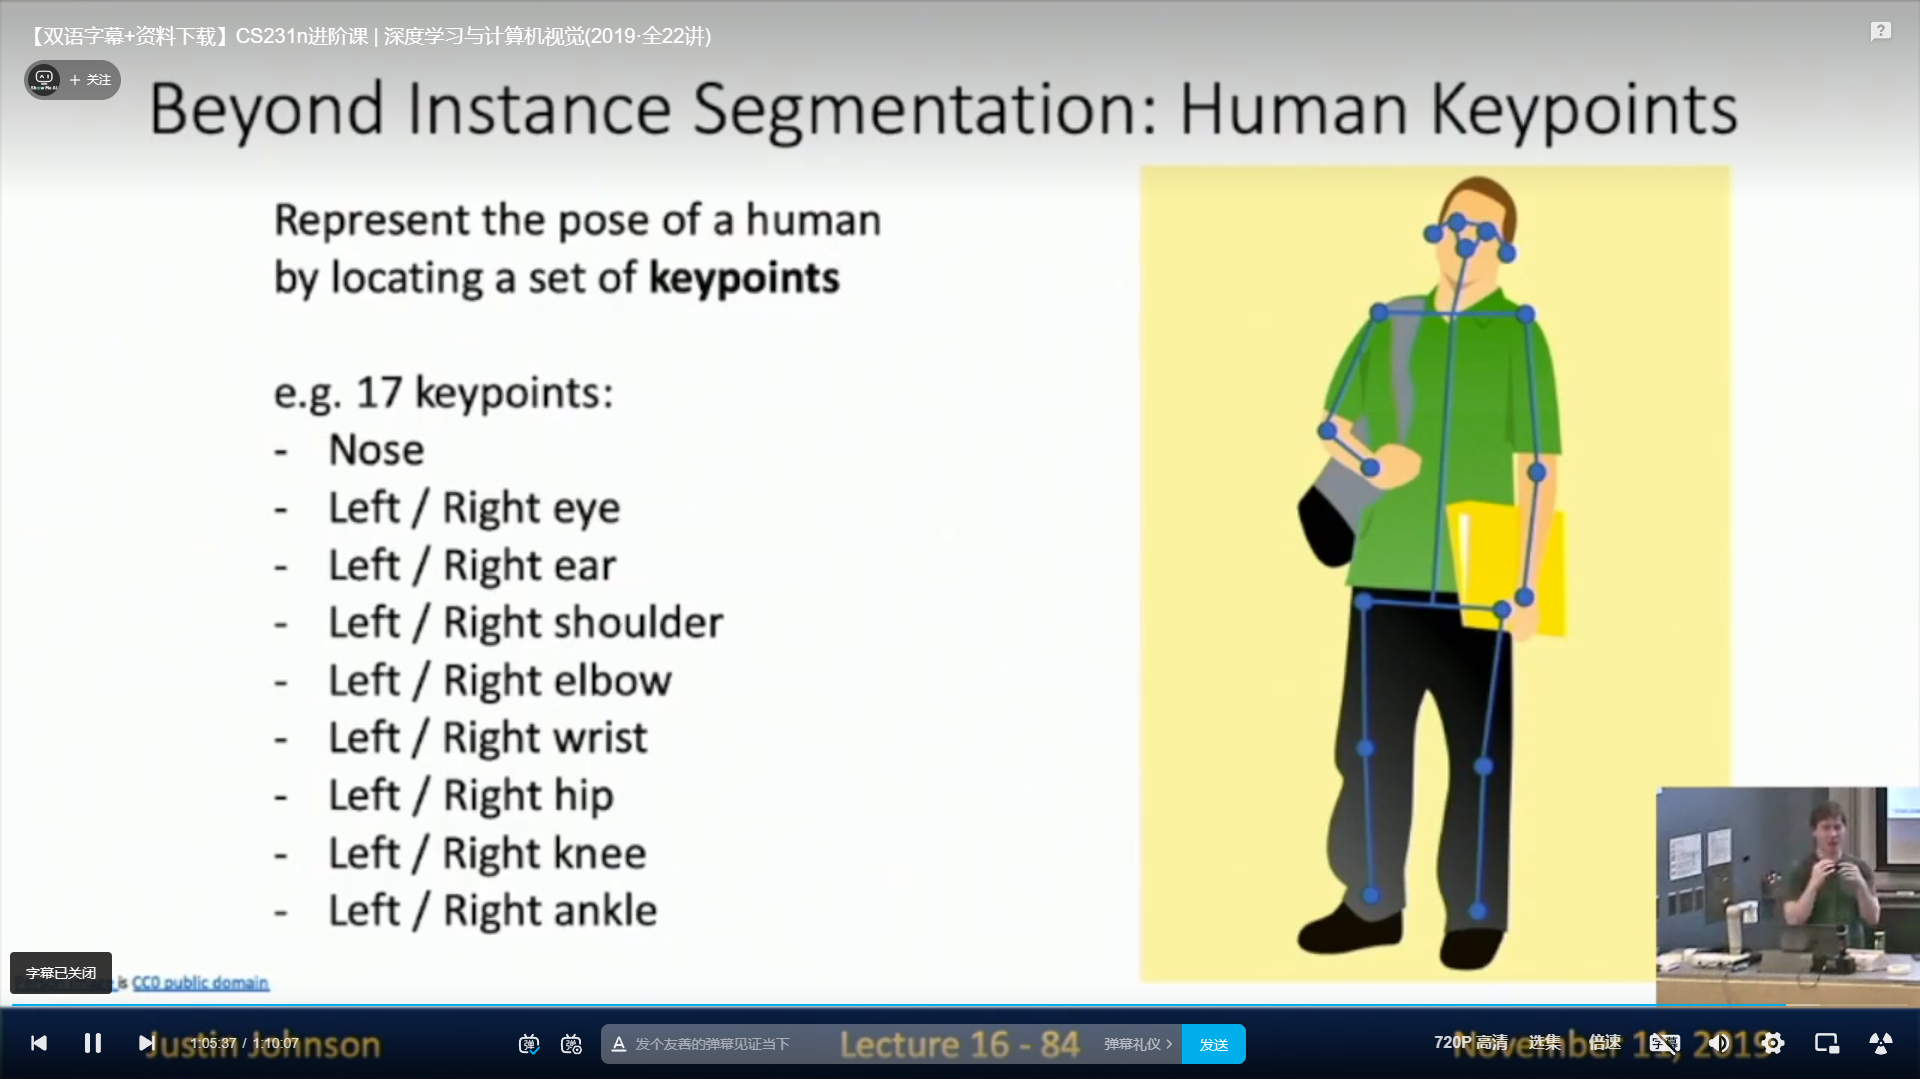 【双语字幕+资料下载】CS231n进阶课 | 深度学习与计算机视觉(2019·全22讲)
+ 关注
Beyond Instance Segmentation: Human Keypoints
Represent the pose of a human
by locating a set of keypoints
e.g. 17 keypoints:
- Nose
- Left / Right eye
- Left / Right ear
- Left / Right shoulder
- Left / Right elbow
- Left / Right wrist
- Left / Right hip
- Left / Right knee
- Left / Right ankle
字幕已关闭
is CC0 public domain
Justin Johnson
1:05:37 / 1:10:07
发个友善的弹幕见证当下
弹幕礼仪 >
发送
Lecture 16 - 84
720P 高清
选集
倍速
字幕
November 11, 2019